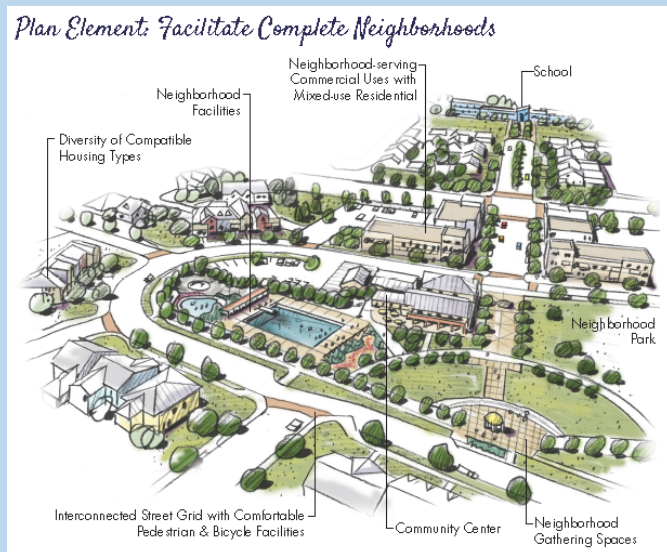 Plan Element: Facilitate Complete Neighborhoods
Neighborhood-serving
Commercial Uses with
Mixed-use Residential
School
Neighborhood
Facilities
Diversity of Compatible
Housing Types
Neighborhood
Park
Interconnected Street Grid with Comfortable
Pedestrian & Bicycle Facilities
Community Center
Neighborhood
Gathering Spaces